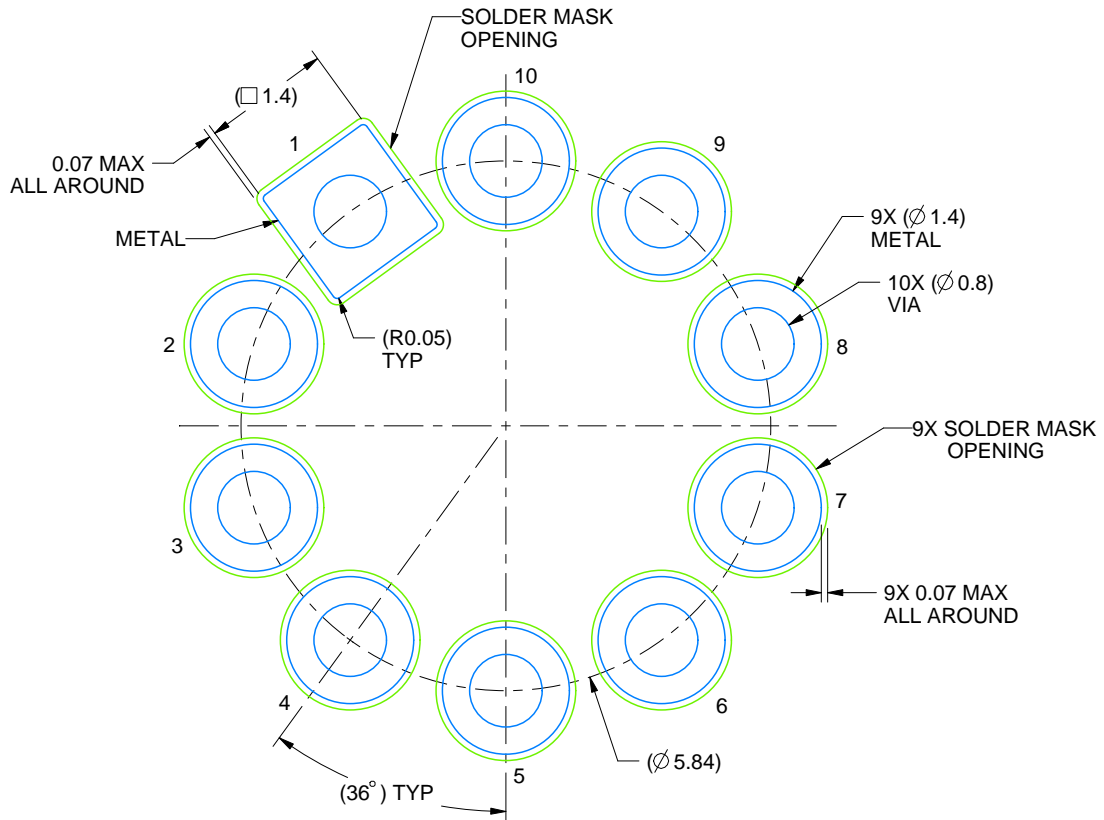 SOLDER MASK
OPENING
10
(□ 1.4)
1
9
0.07 MAX
ALL AROUND
METAL
9X (∅ 1.4)
METAL
10X (∅ 0.8)
VIA
2
(R0.05)
TYP
8
9X SOLDER MASK
OPENING
7
3
9X 0.07 MAX
ALL AROUND
4
6
5
(∅ 5.84)
(36°) TYP